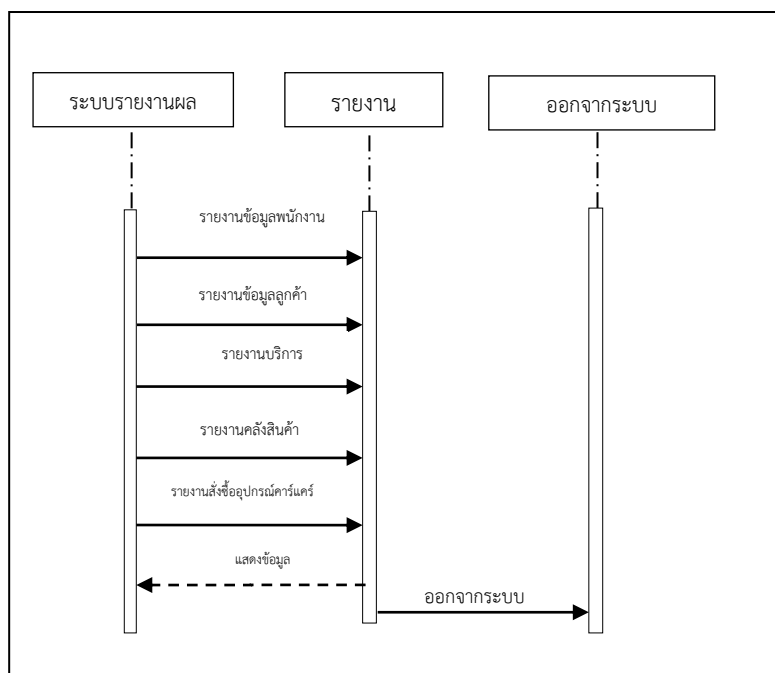 ระบบรายงานผล
รายงาน
ออกจากระบบ
รายงานข้อมูลพนักงาน
รายงานข้อมูลลูกค้า
รายงานบริการ
รายงานคลังสินค้า
รายงานสั่งซื้ออุปกรณ์คาร์แคร์
แสดงข้อมูล
ออกจากระบบ